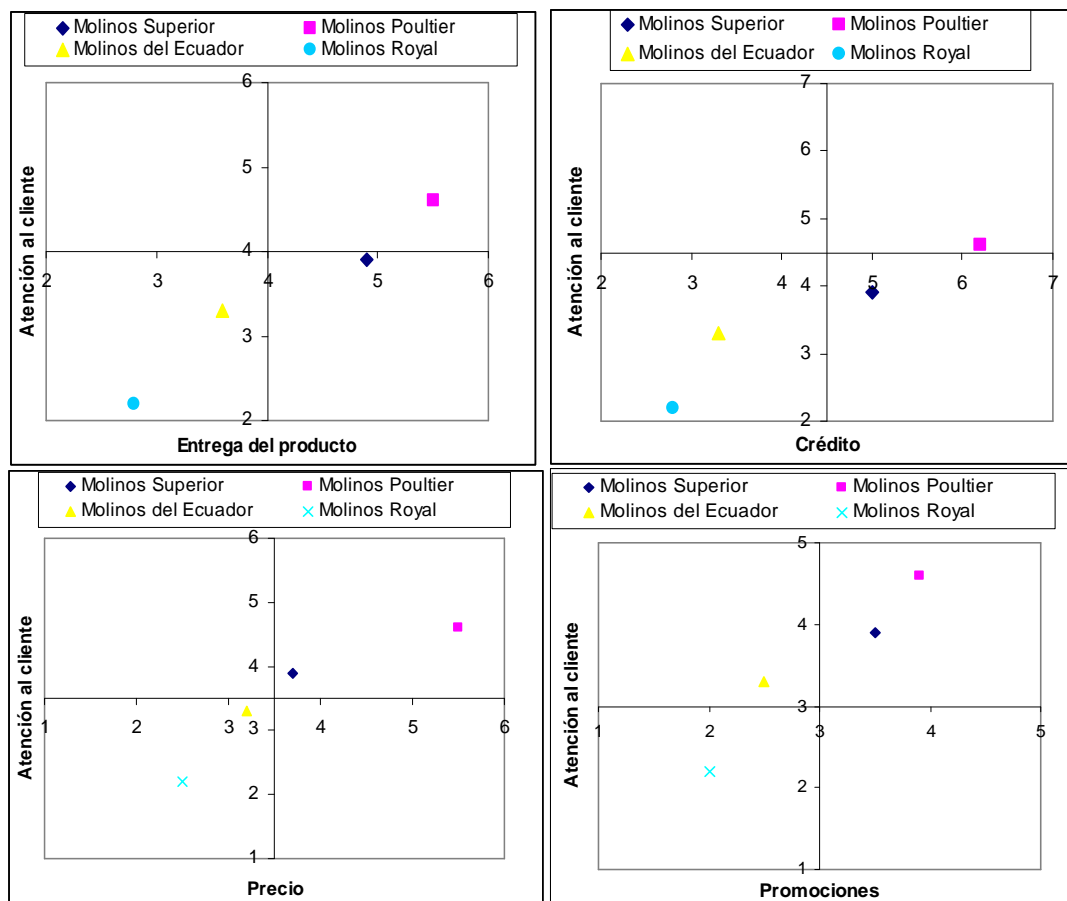 Molinos Superior Molinos Poultier
Molinos del Ecuador Molinos Royal
6
5
4
3
2
2 3 4 5 6
Atención al cliente
Entrega del producto
Molinos Superior Molinos Poultier
Molinos del Ecuador Molinos Royal
7
6
5
4
3
2
2 3 4 5 6 7
Atención al cliente
Crédito
Molinos Superior Molinos Poultier
Molinos del Ecuador Molinos Royal
6
5
4
3
2
1
1 2 3 4 5 6
Atención al cliente
Precio
Molinos Superior Molinos Poultier
Molinos del Ecuador Molinos Royal
5
4
3
2
1
1 2 3 4 5
Atención al cliente
Promociones